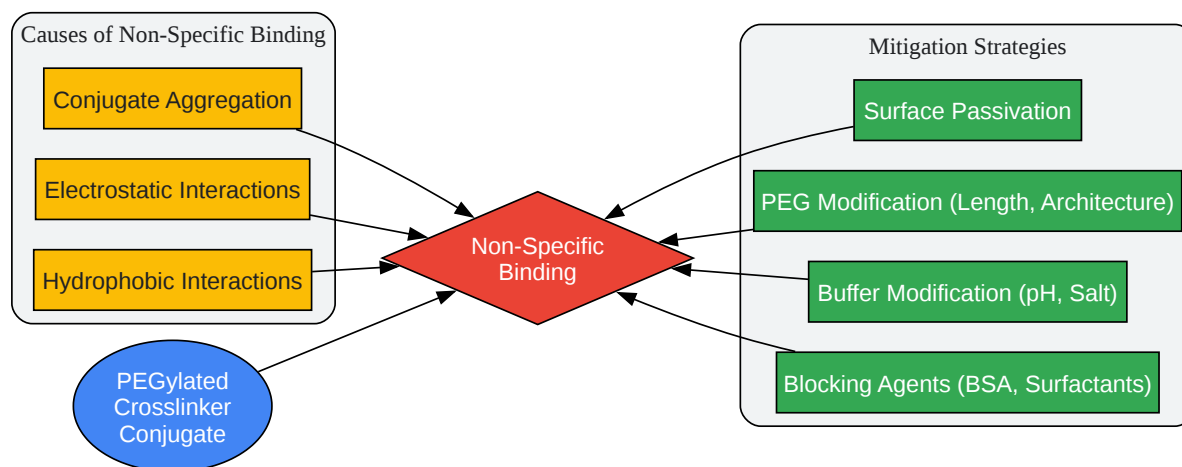 Causes of Non-Specific Binding
Conjugate Aggregation
Electrostatic Interactions
Hydrophobic Interactions
PEGylated
Crosslinker
Conjugate
Non-Specific
Binding
Mitigation Strategies
Surface Passivation
PEG Modification (Length, Architecture)
Buffer Modification (pH, Salt)
Blocking Agents (BSA, Surfactants)